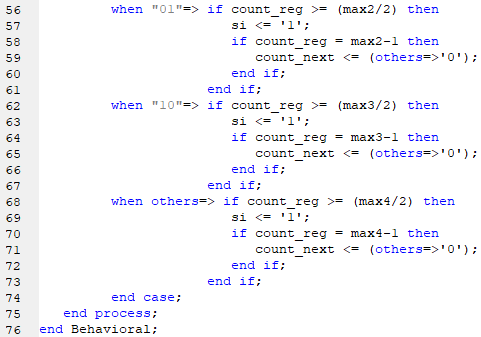 56 when "01"=> if count_reg >= (max2/2) then
57 si <= '1';
58 if count_reg = max2-1 then
59 count_next <= (others=>'0');
60 end if;
61 end if;
62 when "10"=> if count_reg >= (max3/2) then
63 si <= '1';
64 if count_reg = max3-1 then
65 count_next <= (others=>'0');
66 end if;
67 end if;
68 when others=> if count_reg >= (max4/2) then
69 si <= '1';
70 if count_reg = max4-1 then
71 count_next <= (others=>'0');
72 end if;
73 end if;
74 end case;
75 end process;
76 end Behavioral;